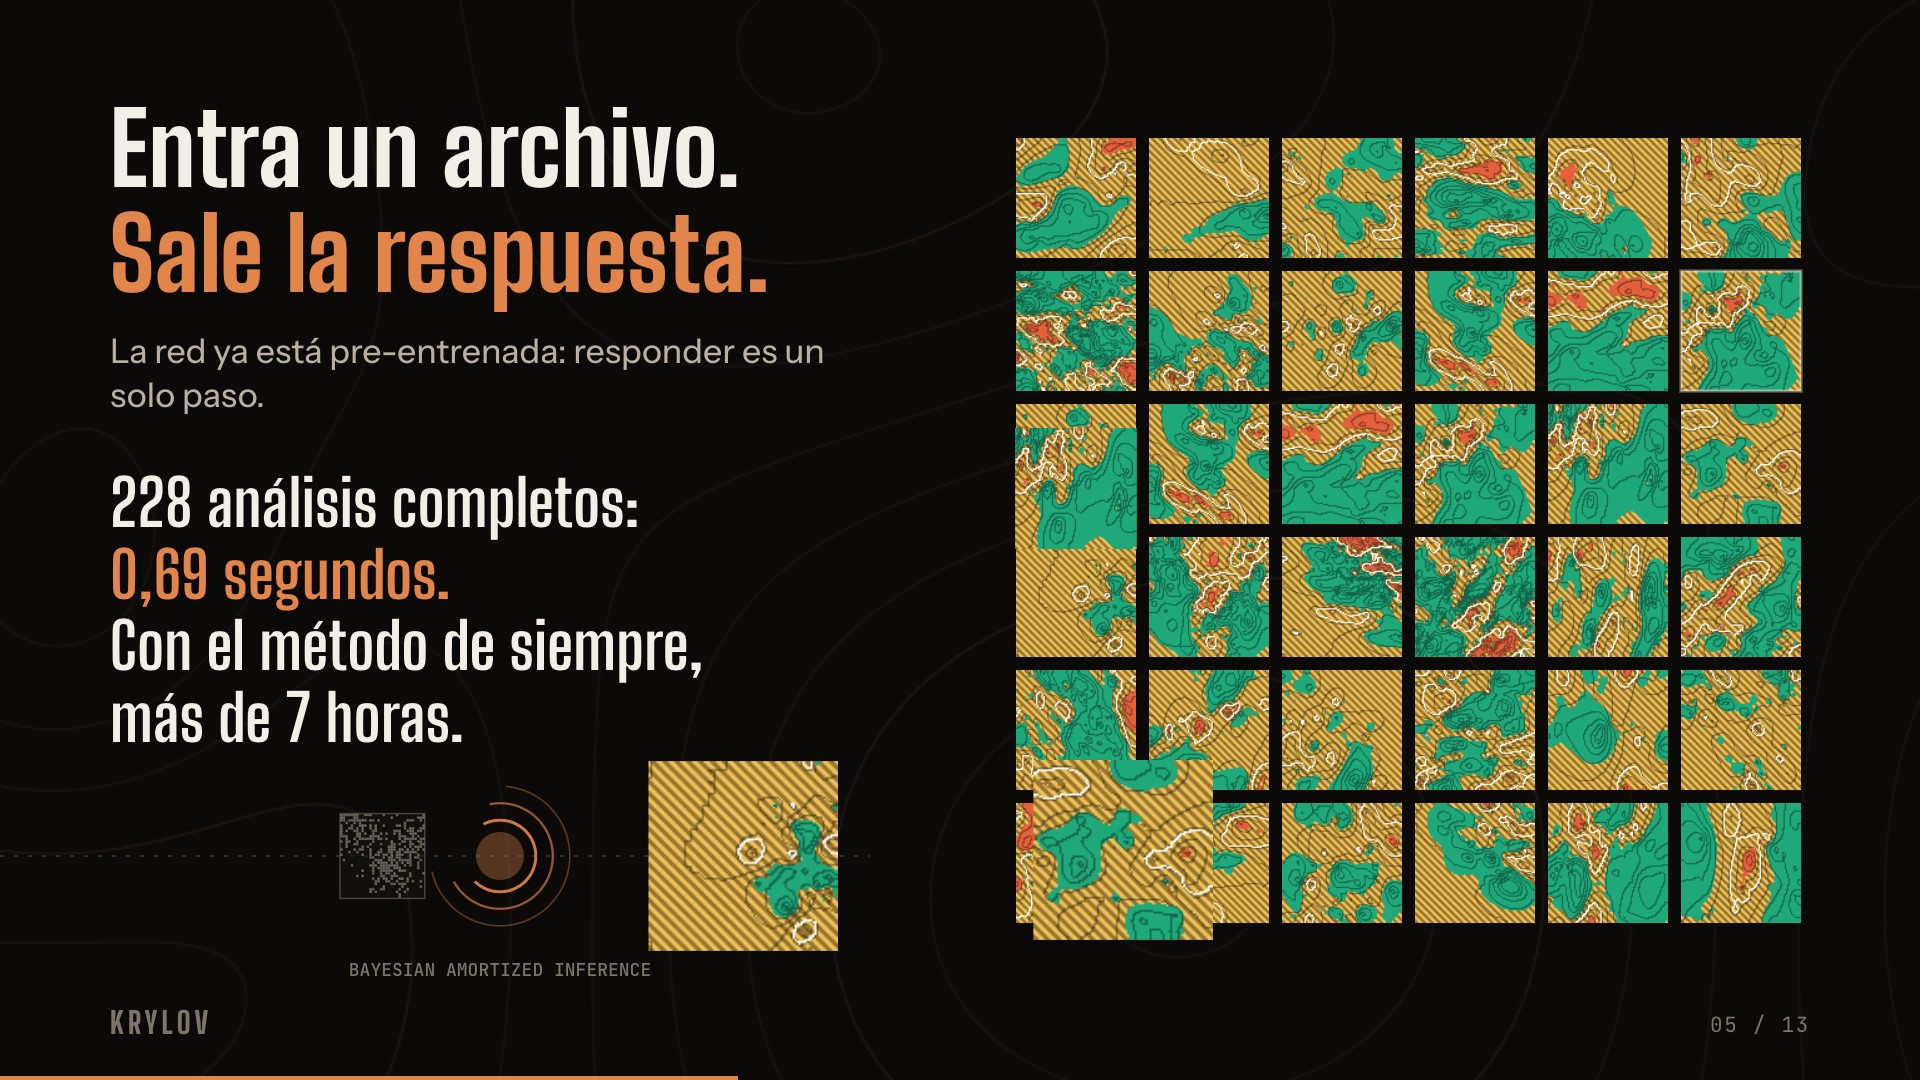 Entra un archivo.
Sale la respuesta.
La red ya está pre-entrenada: responder es un
solo paso.
228 análisis completos:
0,69 segundos.
Con el método de siempre,
más de 7 horas.
BAYESIAN AMORTIZED INFERENCE
KRYLOV
05 / 13